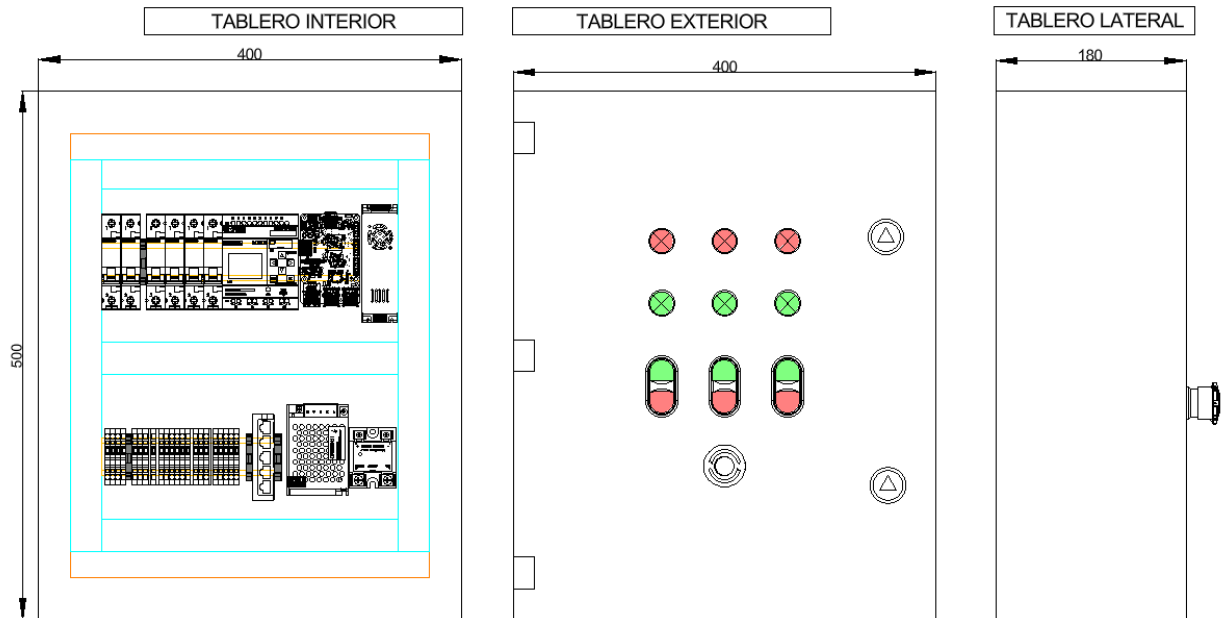 TABLERO INTERIOR
TABLERO EXTERIOR
TABLERO LATERAL
400
400
180
500